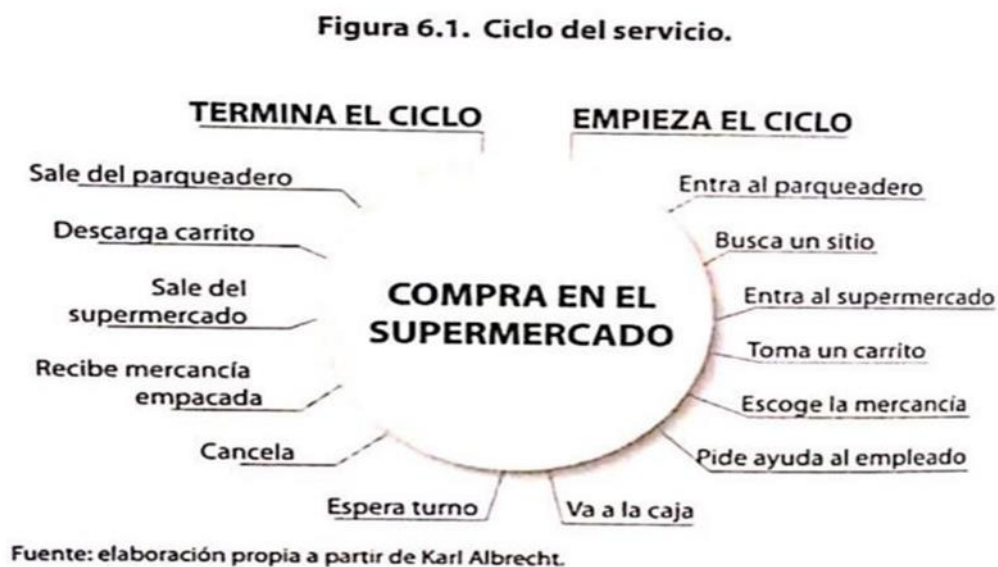 Figura 6.1. Ciclo del servicio.
TERMINA EL CICLO
EMPIEZA EL CICLO
Entra al parqueadero
Busca un sitio
Entra al supermercado
Toma un carrito
Escoge la mercancía
Pide ayuda al empleado
Va a la caja
Espera turno
Cancela
Recibe mercancía
empacada
Sale del
supermercado
Descarga carrito
Sale del parqueadero
COMPRA EN EL
SUPERMERCADO
Fuente: elaboración propia a partir de Karl Albrecht.